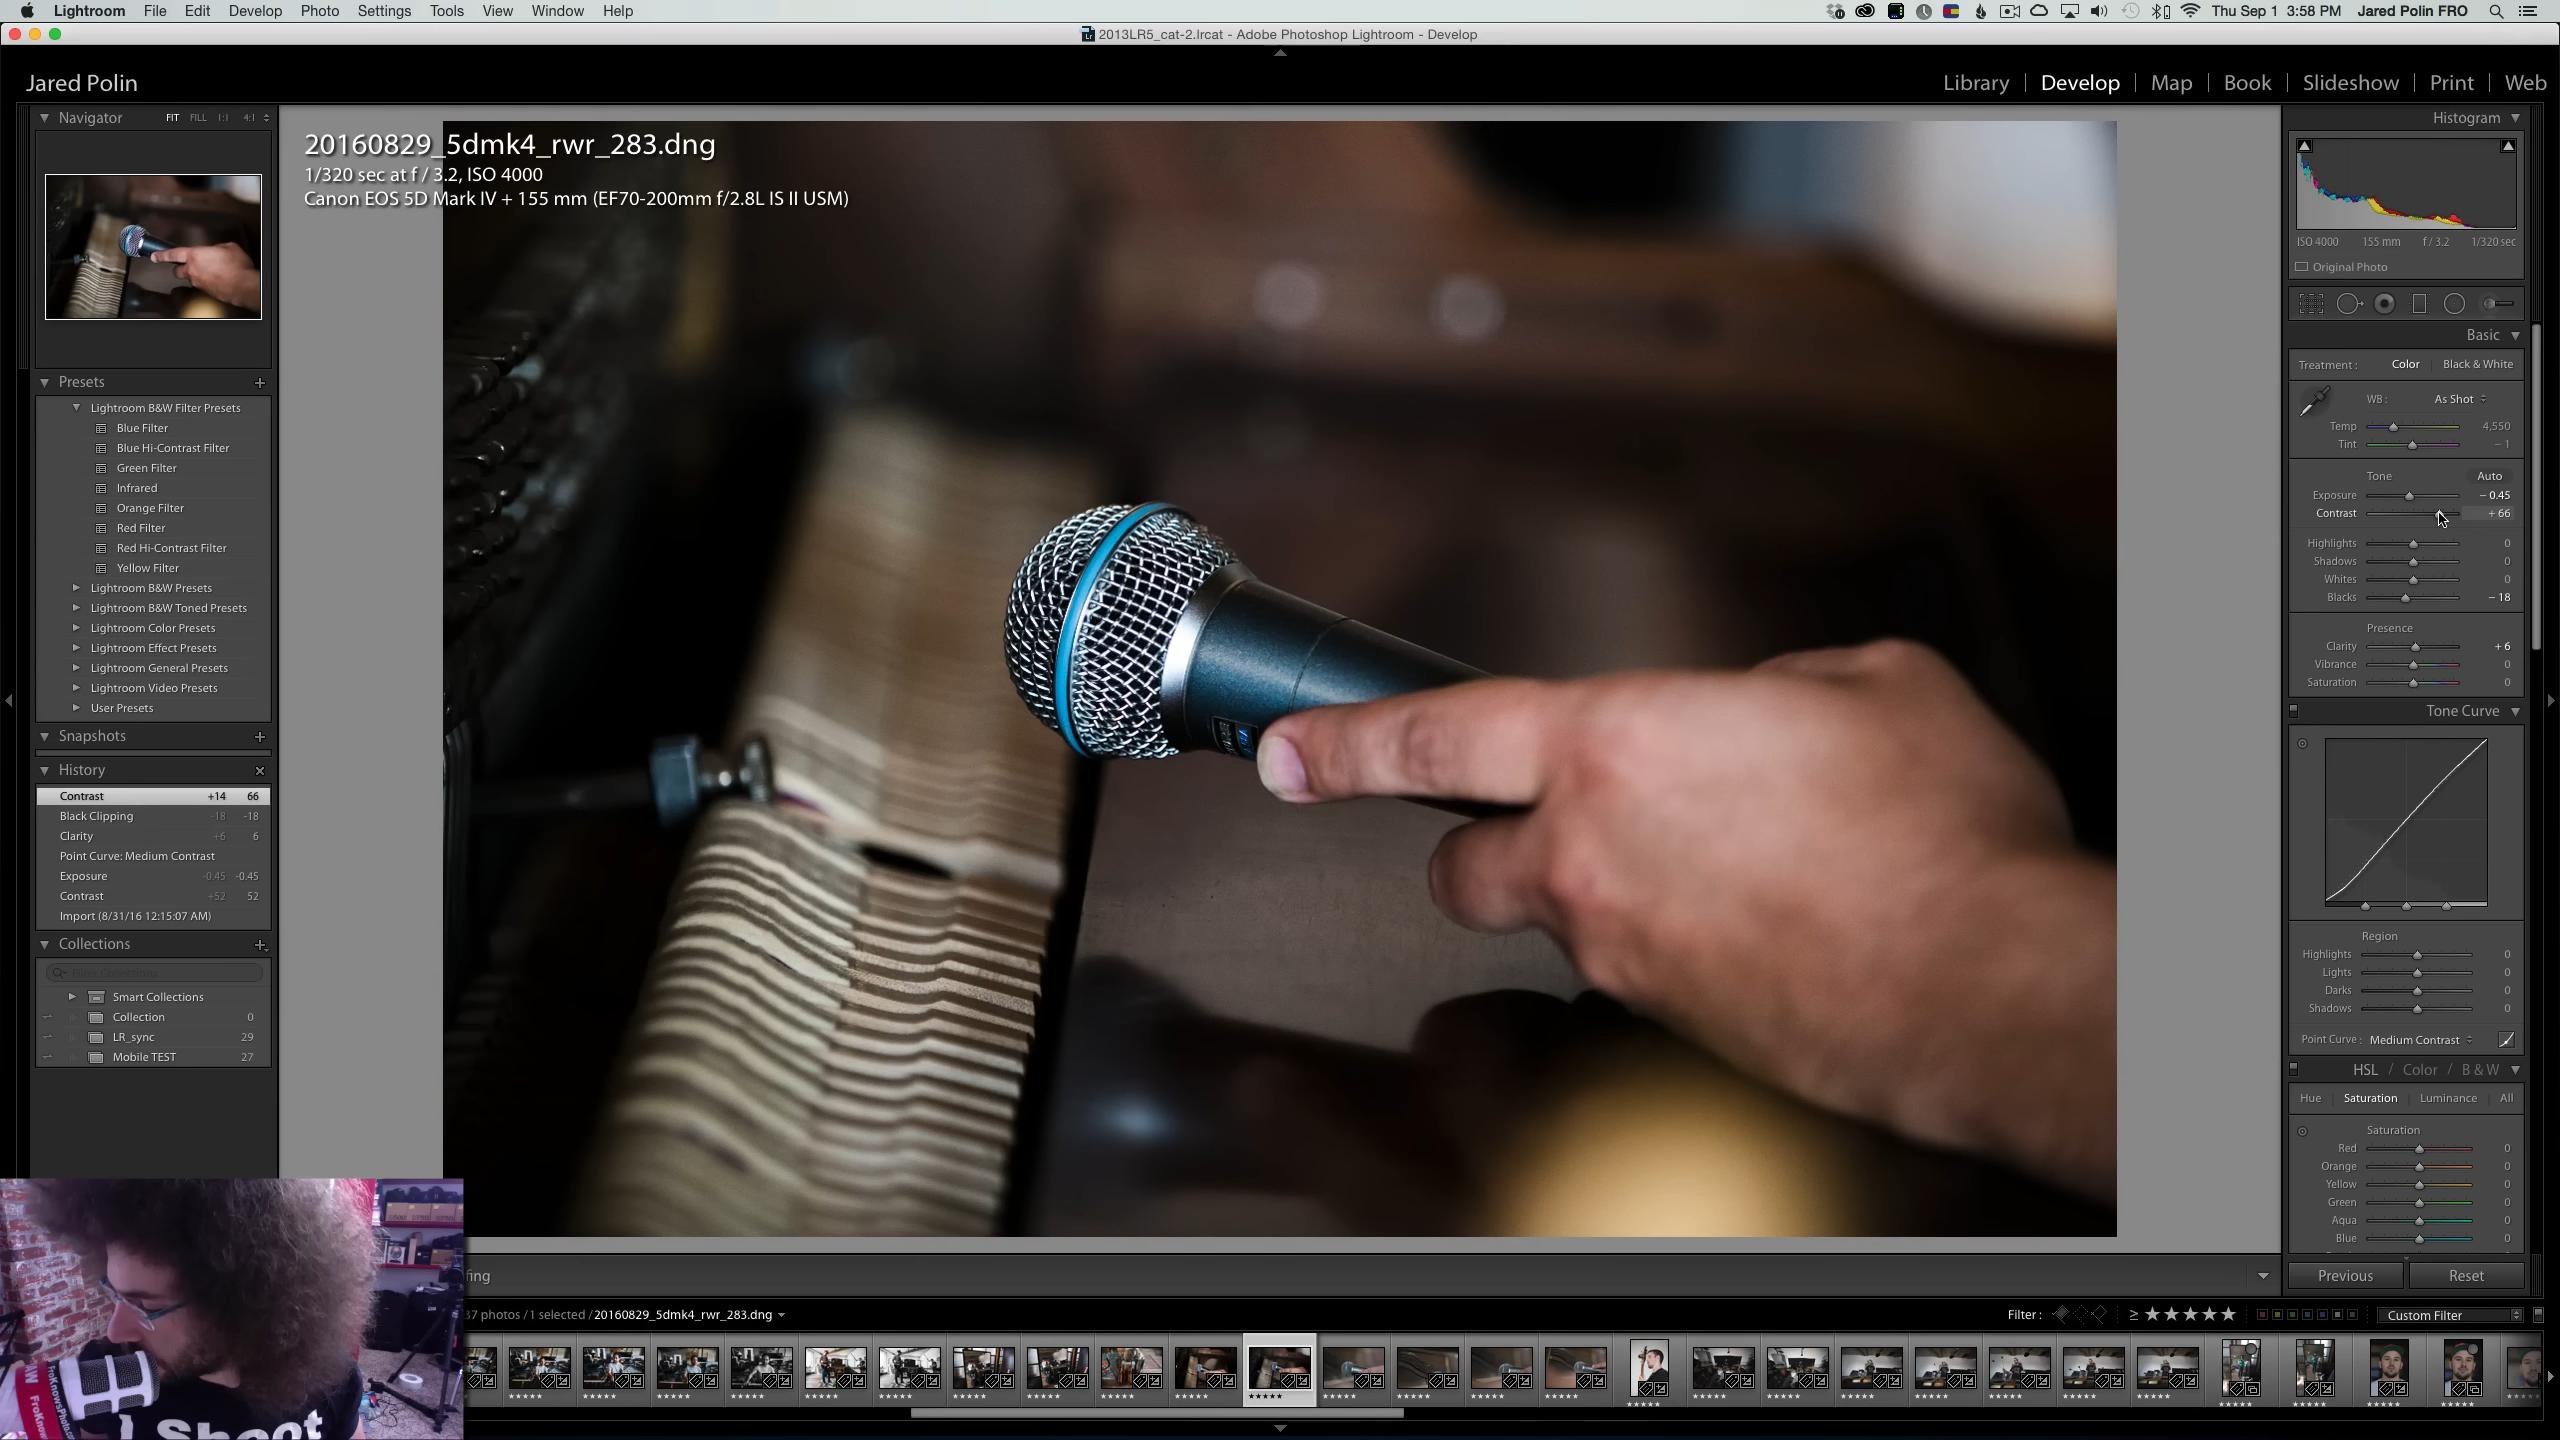 Lightroom File Edit Develop Photo Settings Tools View Window Help
Thu Sep 1 3:58 PM Jared Polin FRO
2013LR5_cat-2.lrcat - Adobe Photoshop Lightroom - Develop
Jared Polin
Library | Develop | Map | Book | Slideshow | Print | Web
Navigator FIT FILL 1:1 4:1
20160829_5dmk4_rwr_283.dng
1/320 sec at f / 3.2, ISO 4000
Canon EOS 5D Mark IV + 155 mm (EF70-200mm f/2.8L IS II USM)
Presets
Lightroom B&W Filter Presets
Blue Filter
Blue Hi-Contrast Filter
Green Filter
Infrared
Orange Filter
Red Filter
Red Hi-Contrast Filter
Yellow Filter
Lightroom B&W Presets
Lightroom B&W Toned Presets
Lightroom Color Presets
Lightroom Effect Presets
Lightroom General Presets
Lightroom Video Presets
User Presets
Snapshots
History
Contrast +14 66
Black Clipping -18 -18
Clarity +6 6
Point Curve: Medium Contrast
Exposure -0.45 -0.45
Contrast +52 52
Import (8/31/16 12:15:07 AM)
Collections
Filter Collections
Smart Collections
Collection 0
LR_sync 29
Mobile TEST 27
Histogram
ISO 4000 155 mm f / 3.2 1/320 sec
Original Photo
Basic
Treatment : Color | Black & White
WB : As Shot
Temp 4,550
Tint - 1
Tone Auto
Exposure - 0.45
Contrast + 66
Highlights 0
Shadows 0
Whites 0
Blacks - 18
Presence
Clarity + 6
Vibrance 0
Saturation 0
Tone Curve
Region
Highlights 0
Lights 0
Darks 0
Shadows 0
Point Curve : Medium Contrast
HSL / Color / B & W
Hue | Saturation | Luminance | All
Saturation
Red 0
Orange 0
Yellow 0
Green 0
Aqua 0
Blue 0
Previous Reset
fing
37 photos / 1 selected / 20160829_5dmk4_rwr_283.dng
Filter : ≥ ★★★★★ Custom Filter
I Shoot